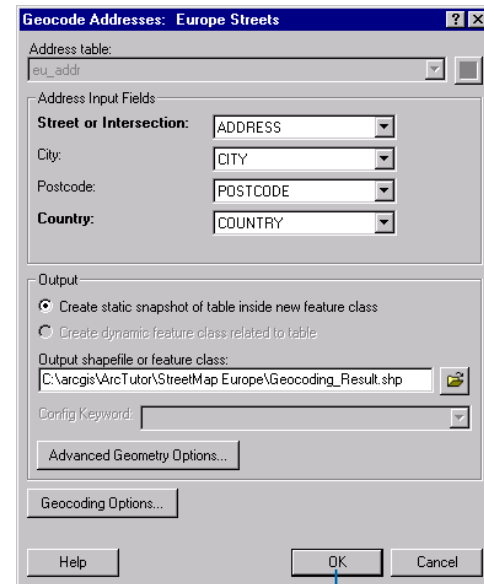 Geocode Addresses: Europe Streets
Address table:
eu_addr
Address Input Fields
Street or Intersection: ADDRESS
City: CITY
Postcode: POSTCODE
Country: COUNTRY
Output
Create static snapshot of table inside new feature class
Create dynamic feature class related to table
Output shapefile or feature class:
C:\arcgis\ArcTutor\StreetMap Europe\Geocoding_Result.shp
Config Keyword:
Advanced Geometry Options...
Geocoding Options...
Help OK Cancel